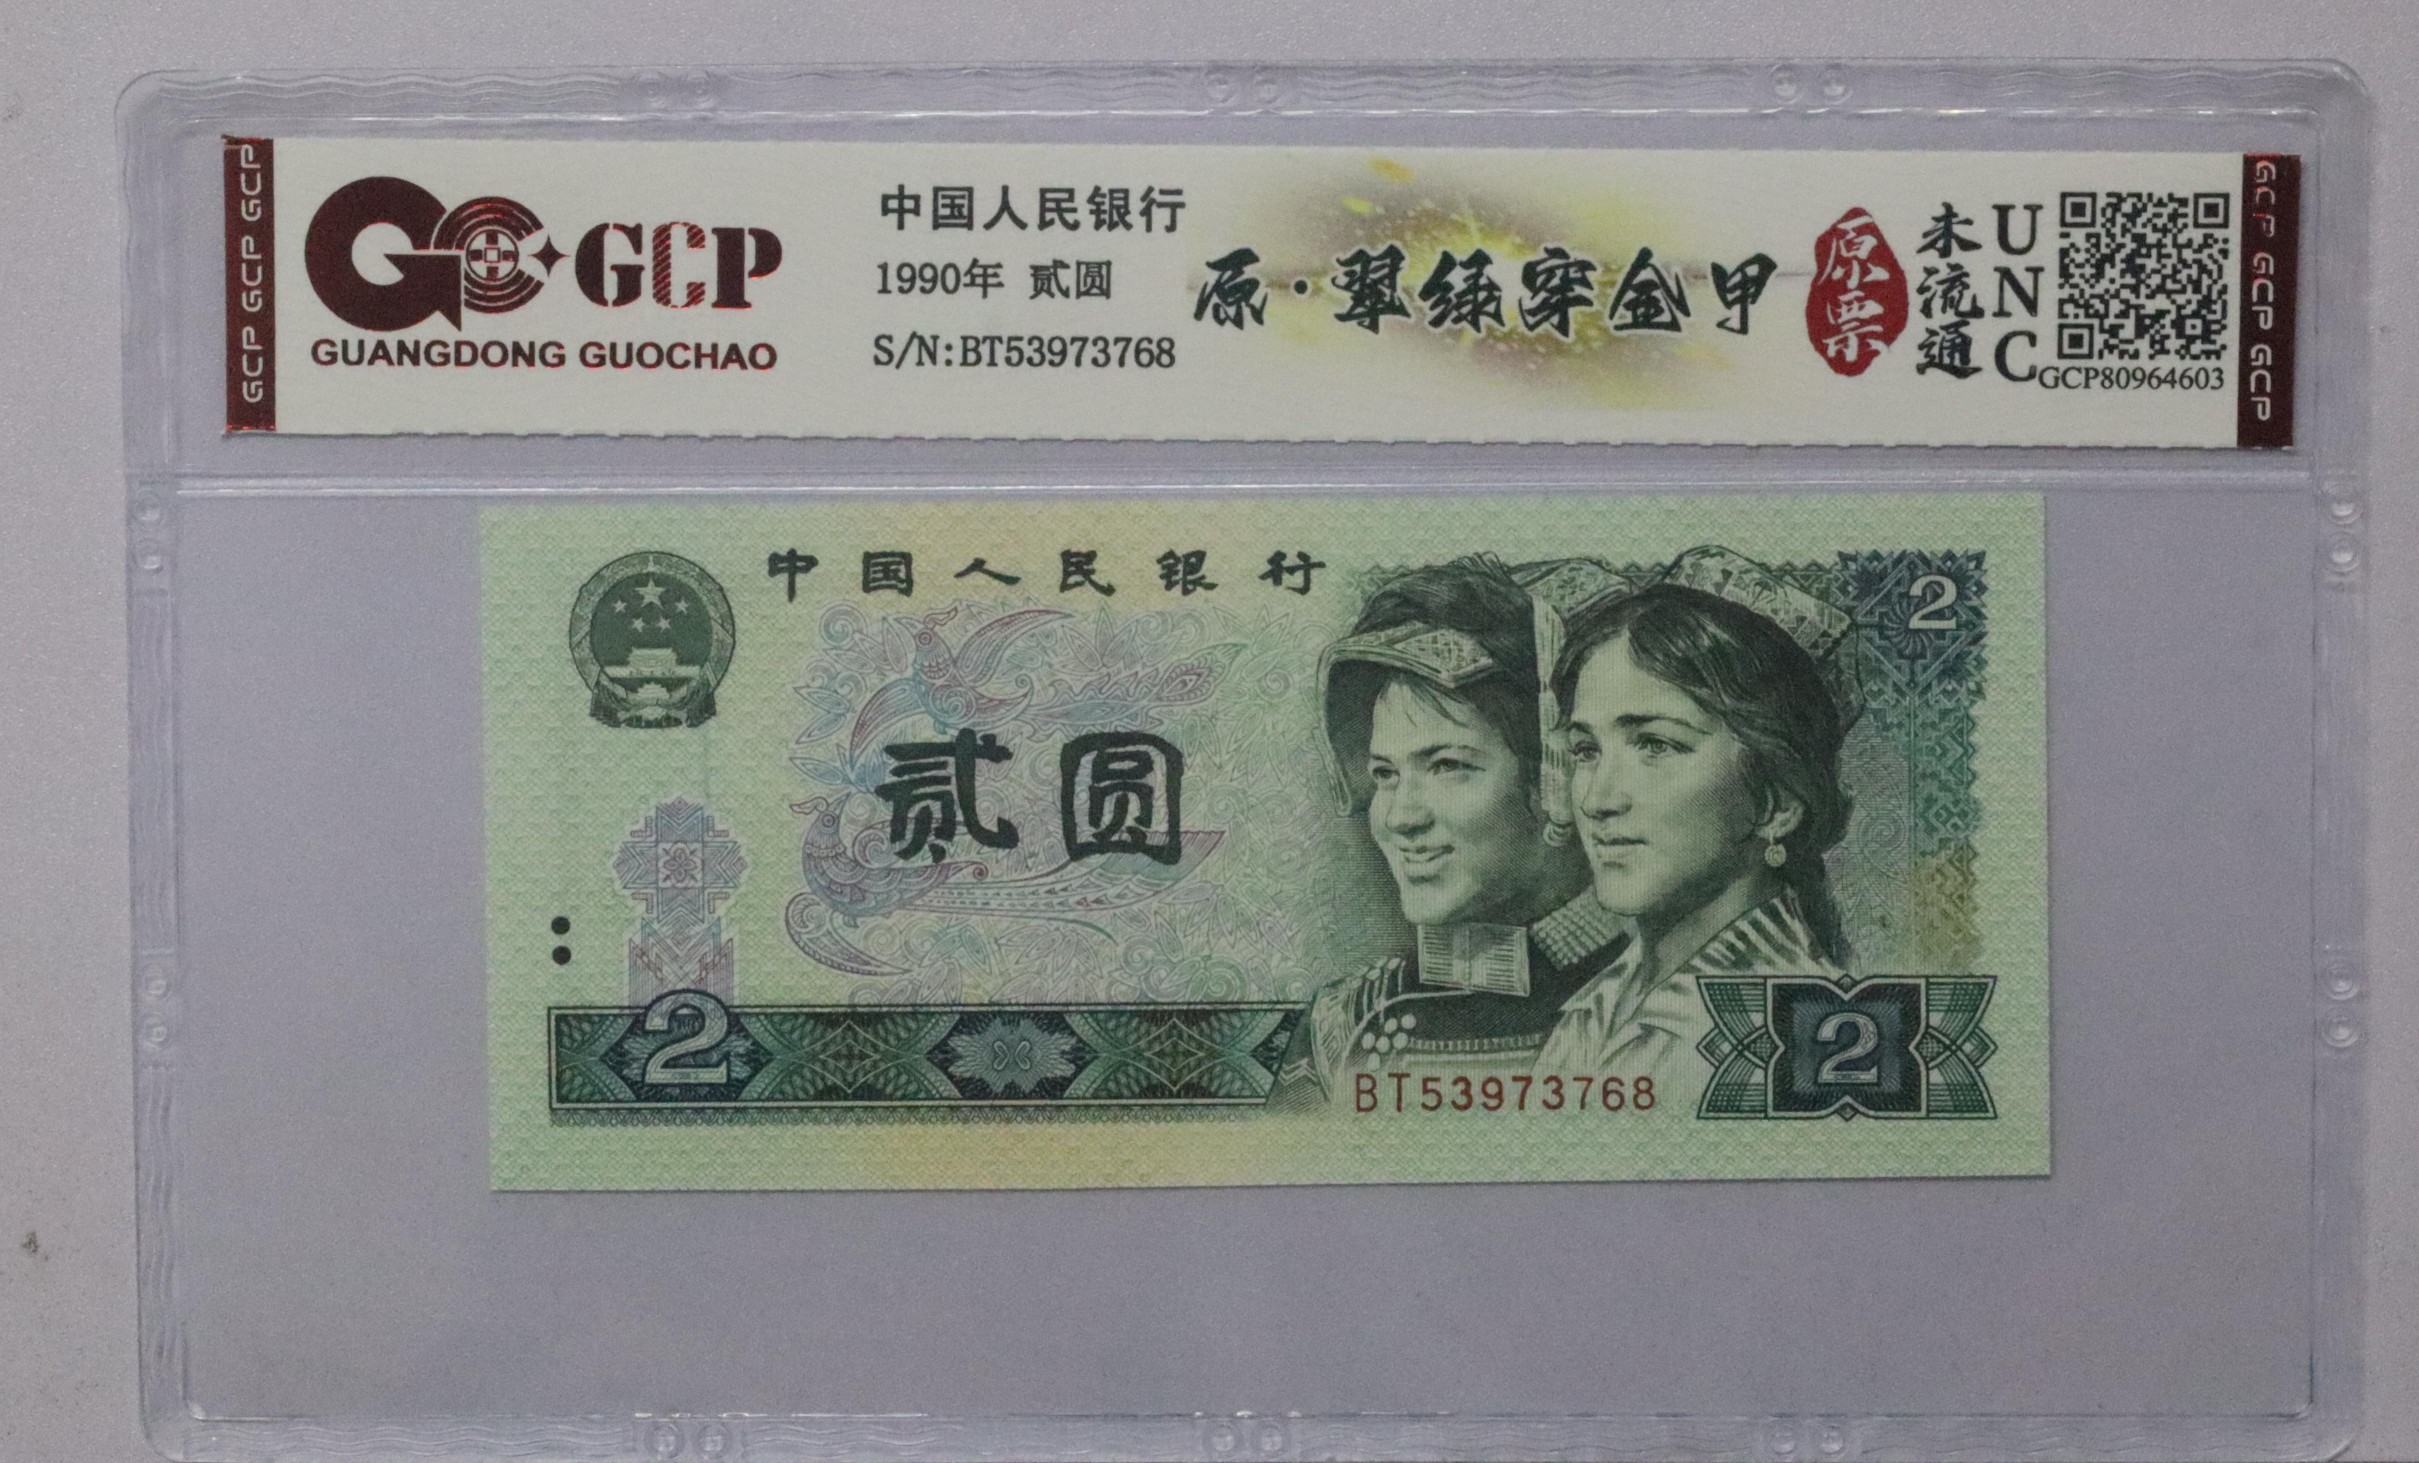 GCP GCP GCP
GCP
GUANGDONG GUOCHAO
中国人民银行
1990年 贰圆
S/N:BT53973768
原·翠绿穿金甲
原票
未流通
UNC
GCP80964603
GCP GCP GCP
中国人民银行
2
贰圆
2
BT53973768
2